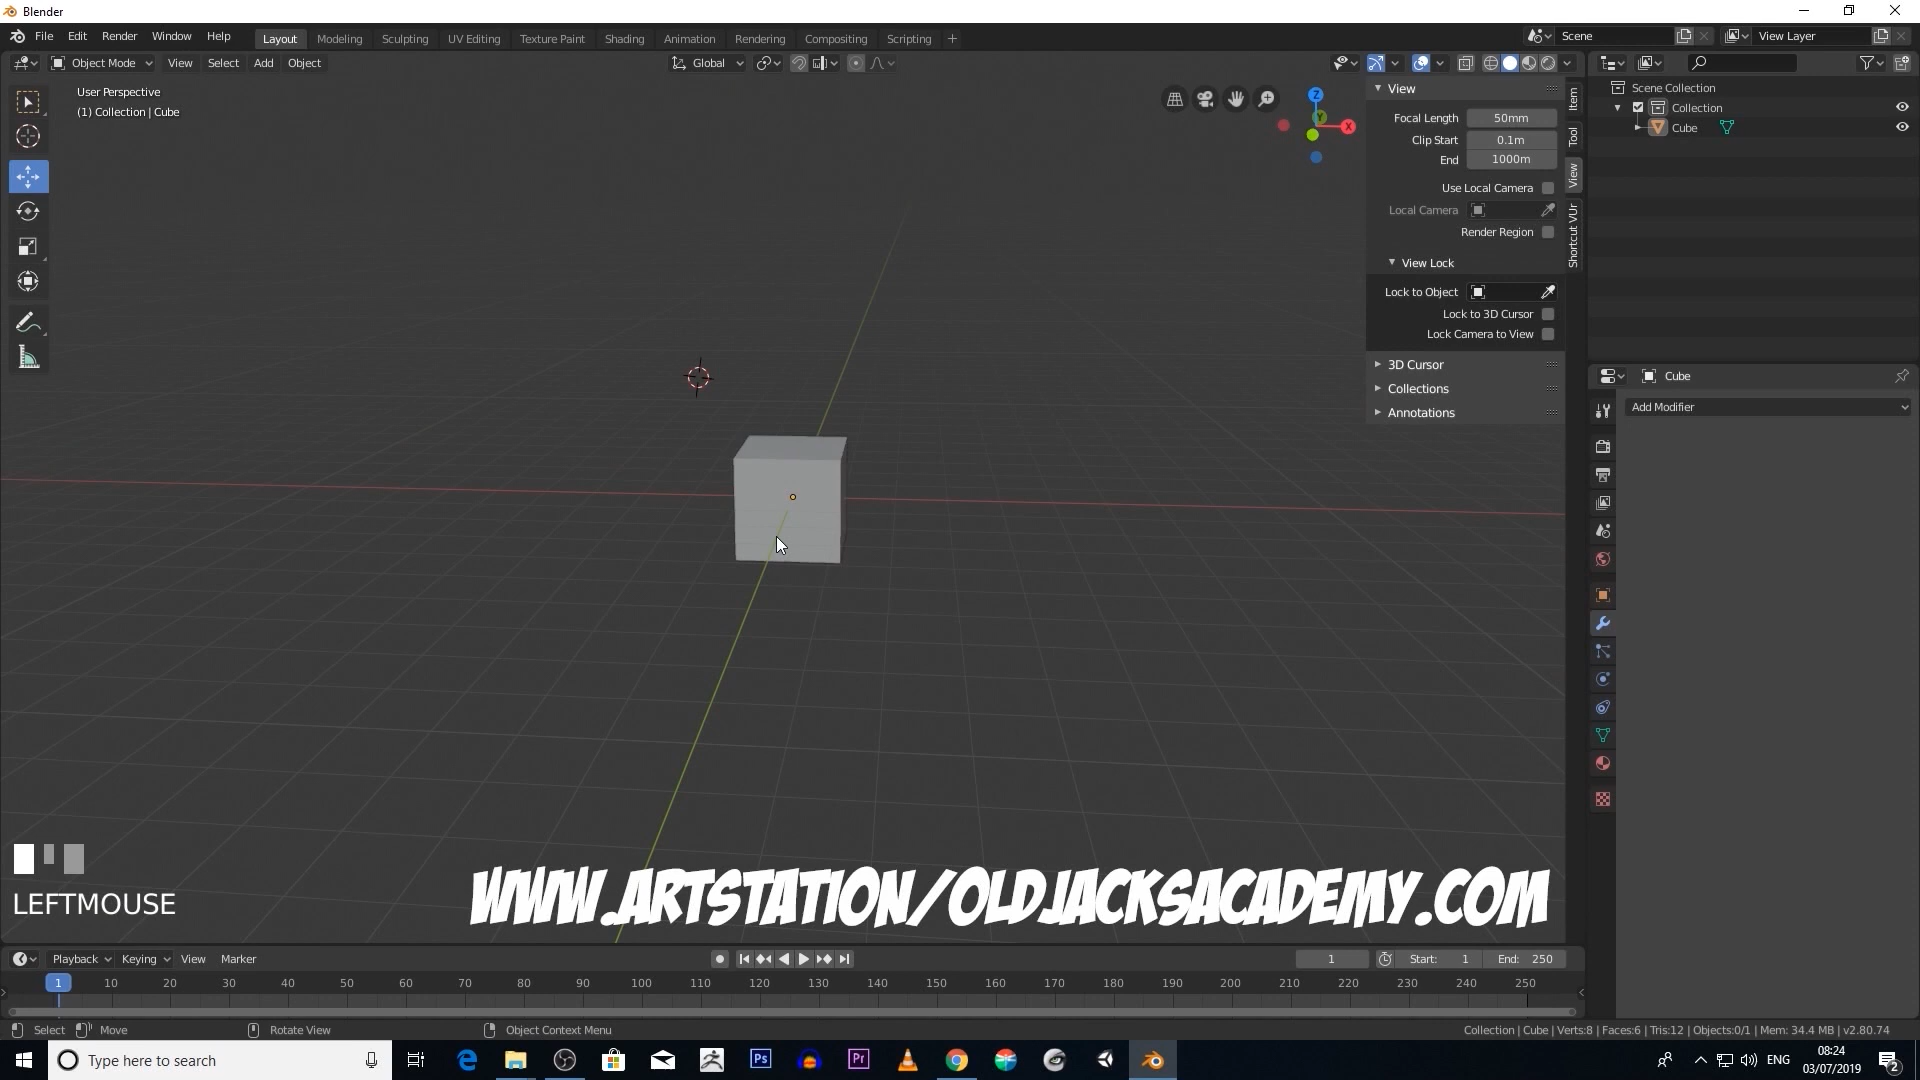 Blender
File Edit Render Window Help
Layout Modeling Sculpting UV Editing Texture Paint Shading Animation Rendering Compositing Scripting +
Scene
View Layer
Object Mode View Select Add Object
Global
User Perspective
(1) Collection | Cube
Z
Y
X
View
Focal Length 50mm
Clip Start 0.1m
End 1000m
Use Local Camera
Local Camera
Render Region
View Lock
Lock to Object
Lock to 3D Cursor
Lock Camera to View
3D Cursor
Collections
Annotations
Item
Tool
View
Shortcut VUr
Scene Collection
Collection
Cube
Cube
Add Modifier
LEFTMOUSE
WWW.ARTSTATION/OLDJACKSACADEMY.COM
Playback Keying View Marker
1
Start: 1
End: 250
1 10 20 30 40 50 60 70 80 90 100 110 120 130 140 150 160 170 180 190 200 210 220 230 240 250
Select Move Rotate View Object Context Menu
Collection | Cube | Verts:8 | Faces:6 | Tris:12 | Objects:0/1 | Mem: 34.4 MB | v2.80.74
Type here to search
Ps
Pr
ENG
08:24
03/07/2019
2